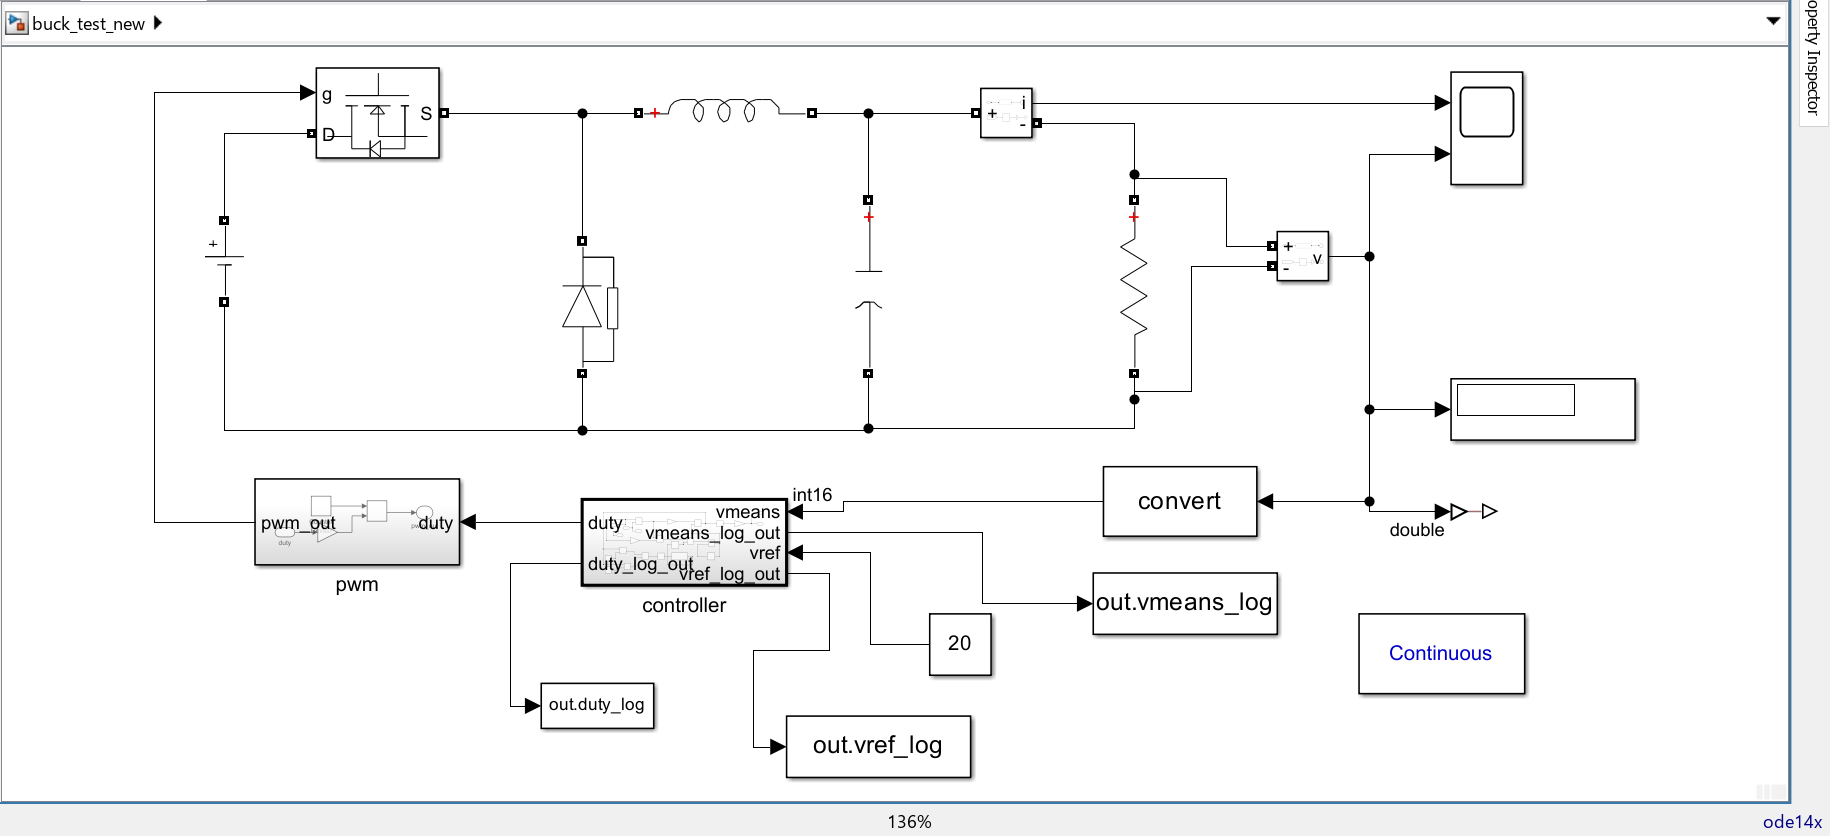 buck_test_new
operty Inspector
g
D
S
i
+
-
+
+
+
+
+
-
v
convert
int16
double
vmeans
vmeans_log_out
vref
vref_log_out
duty
duty_log_out
controller
pwm_out
duty
duty
pwm
out.vmeans_log
20
Continuous
out.duty_log
out.vref_log
136%
ode14x